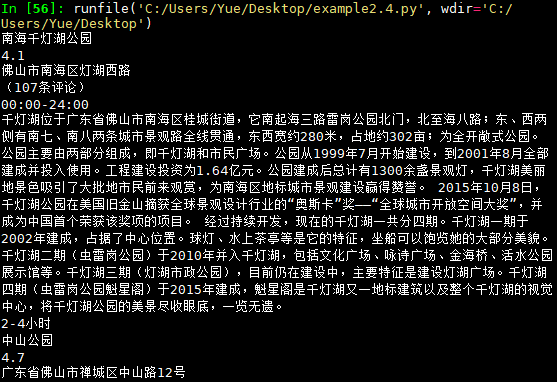 In [56]: runfile('C:/Users/Yue/Desktop/example2.4.py', wdir='C:/
Users/Yue/Desktop')
南海千灯湖公园
4.1
佛山市南海区灯湖西路
（107条评论）
00:00-24:00
千灯湖位于广东省佛山市南海区桂城街道，它南起海三路雷岗公园北门，北至海八路；东、西两
侧有南七、南八两条城市景观路全线贯通，东西宽约280米，占地约302亩；为全开敞式公园。
公园主要由两部分组成，即千灯湖和市民广场。公园从1999年7月开始建设，到2001年8月全部
建成并投入使用。工程建设投资为1.64亿元。公园建成后总计有1300余盏景观灯，千灯湖美丽
地景色吸引了大批地市民前来观赏，为南海区地标城市景观建设赢得赞誉。 2015年10月8日，
千灯湖公园在美国旧金山摘获全球景观设计行业的“奥斯卡”奖—“全球城市开放空间大奖”，并
成为中国首个荣获该奖项的项目。 经过持续开发，现在的千灯湖一共分四期。千灯湖一期于
2002年建成，占据了中心位置。球灯、水上茶亭等是它的特征，坐船可以饱览她的大部分美貌。
千灯湖二期（虫雷岗公园）于2010年并入千灯湖，包括文化广场、咏诗广场、金海桥、活水公园
展示馆等。千灯湖三期（灯湖市政公园），目前仍在建设中，主要特征是建设灯湖广场。千灯湖
四期（虫雷岗公园魁星阁）于2015年建成，魁星阁是千灯湖又一地标建筑以及整个千灯湖的视觉
中心，将千灯湖公园的美景尽收眼底，一览无遗。
2-4小时
中山公园
4.7
广东省佛山市禅城区中山路12号